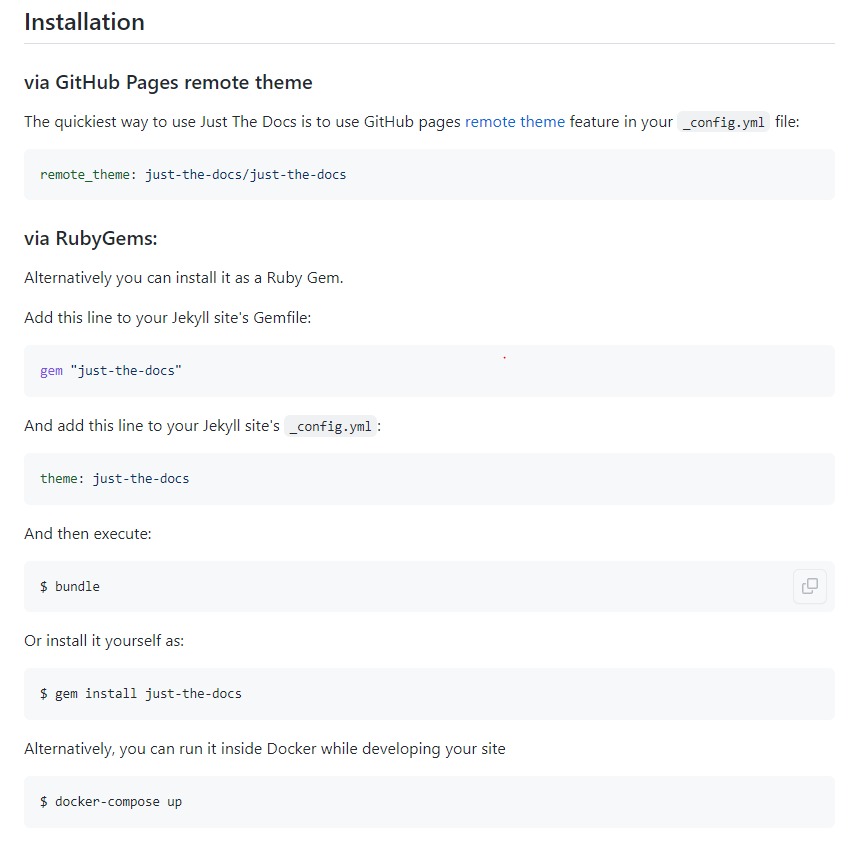 Installation
via GitHub Pages remote theme
The quickiest way to use Just The Docs is to use GitHub pages remote theme feature in your _config.yml file:
remote_theme: just-the-docs/just-the-docs
via RubyGems:
Alternatively you can install it as a Ruby Gem.
Add this line to your Jekyll site's Gemfile:
gem "just-the-docs"
And add this line to your Jekyll site's _config.yml:
theme: just-the-docs
And then execute:
$ bundle
Or install it yourself as:
$ gem install just-the-docs
Alternatively, you can run it inside Docker while developing your site
$ docker-compose up